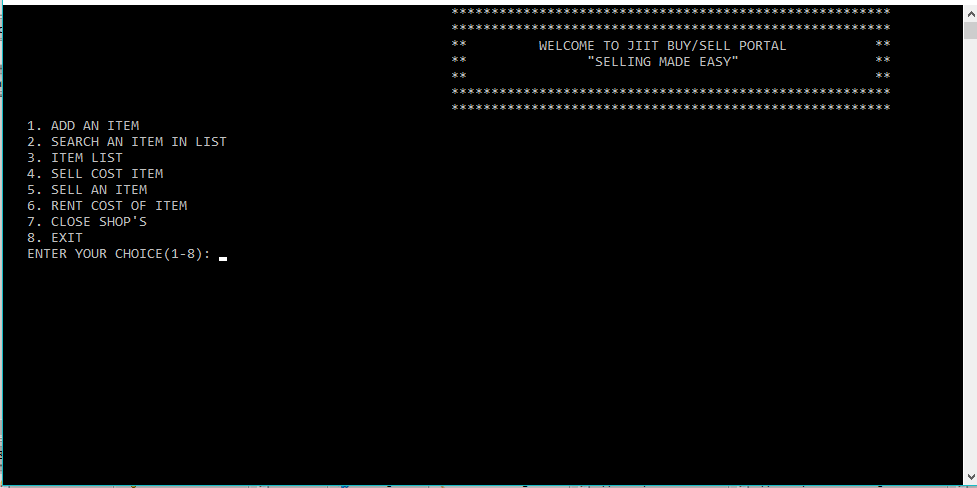 *******************************************************
*******************************************************
** WELCOME TO JIIT BUY/SELL PORTAL **
** "SELLING MADE EASY" **
** **
*******************************************************
*******************************************************
1. ADD AN ITEM
2. SEARCH AN ITEM IN LIST
3. ITEM LIST
4. SELL COST ITEM
5. SELL AN ITEM
6. RENT COST OF ITEM
7. CLOSE SHOP'S
8. EXIT
ENTER YOUR CHOICE(1-8):